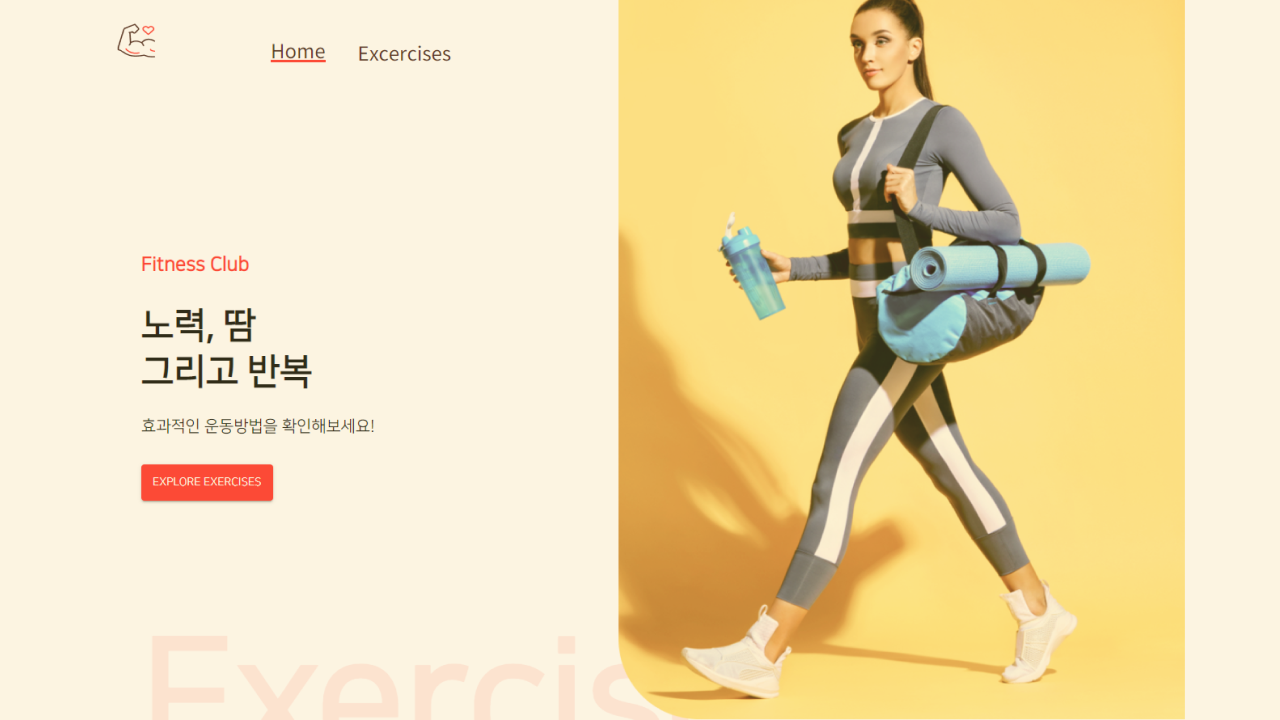 Home
Excercises
Fitness Club
노력, 땀
그리고 반복
효과적인 운동방법을 확인해보세요!
EXPLORE EXERCISES
Exercis